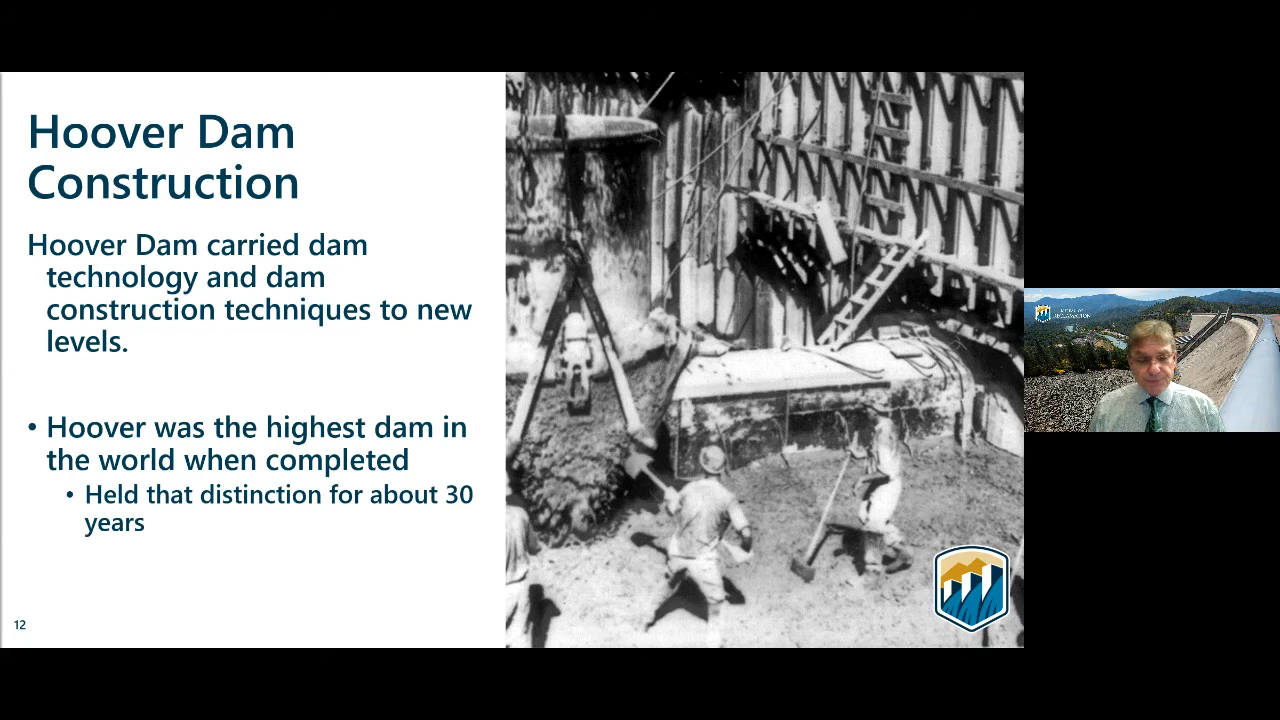 Hoover Dam
Construction
Hoover Dam carried dam
technology and dam
construction techniques to new
levels.
• Hoover was the highest dam in
the world when completed
• Held that distinction for about 30
years
12
RECLAMATION